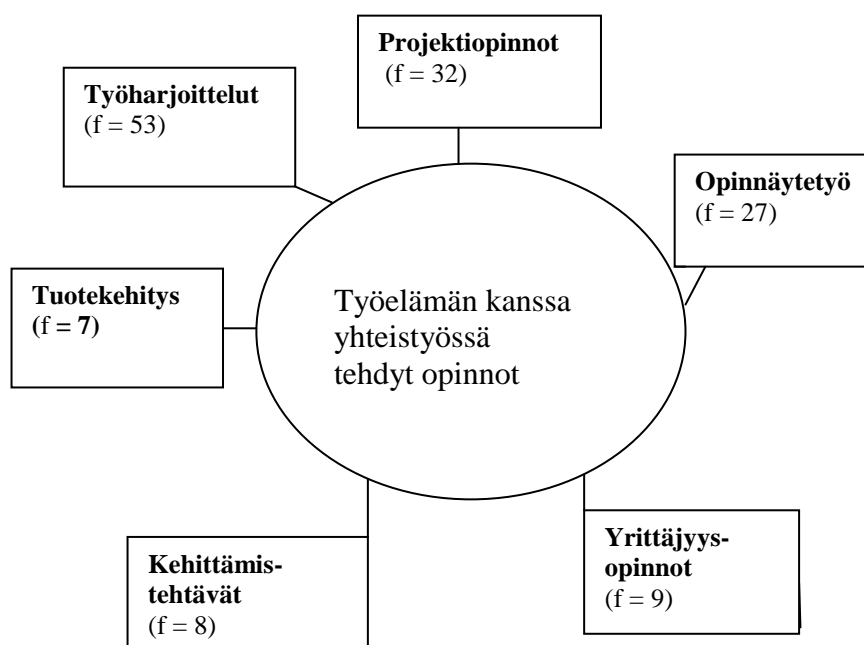 Projektiopinnot
(f = 32)
Työharjoittelut
(f = 53)
Opinnäytetyö
(f = 27)
Tuotekehitys
(f = 7)
Työelämän kanssa
yhteistyössä
tehdyt opinnot
Kehittämis-
tehtävät
(f = 8)
Yrittäjyys-
opinnot
(f = 9)